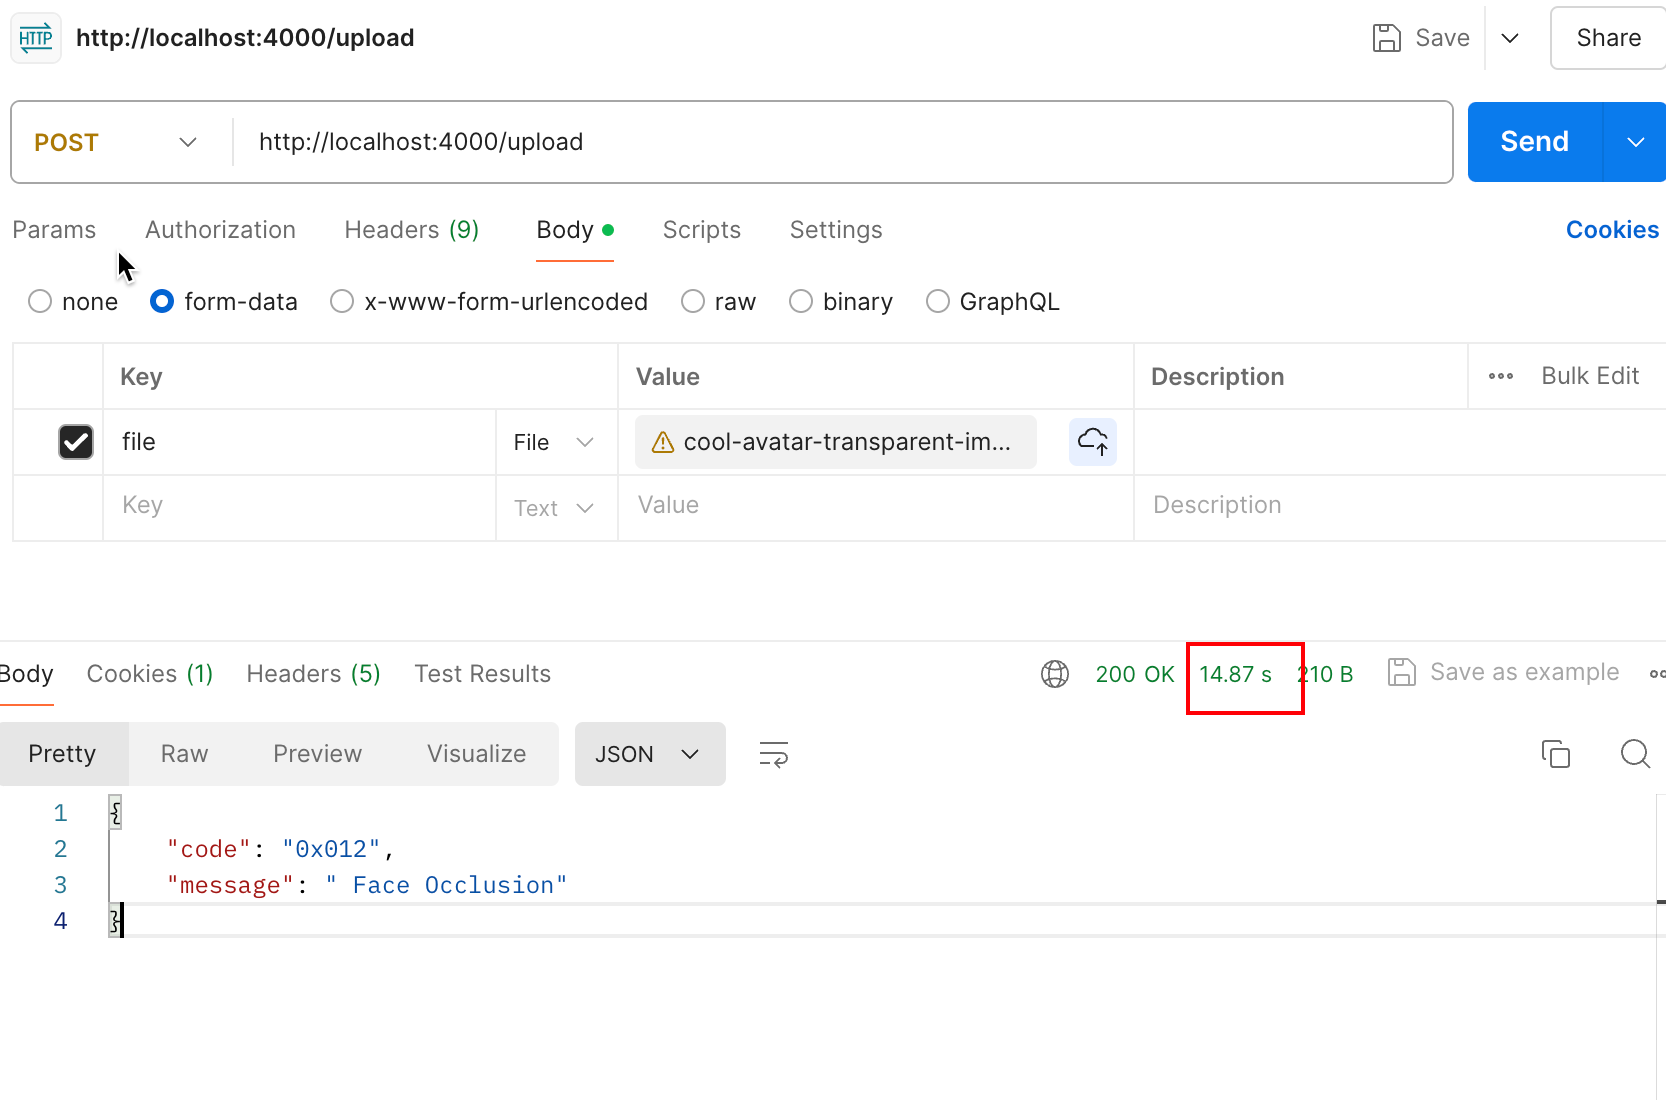 HTTP http://localhost:4000/upload Save Share
POST http://localhost:4000/upload Send
Params Authorization Headers (9) Body Scripts Settings Cookies
none form-data x-www-form-urlencoded raw binary GraphQL
Key Value Description Bulk Edit
file File cool-avatar-transparent-im...
Key Text Value Description
Body Cookies (1) Headers (5) Test Results 200 OK 14.87 s 210 B Save as example
Pretty Raw Preview Visualize JSON
1 {
2 "code": "0x012",
3 "message": " Face Occlusion"
4 }